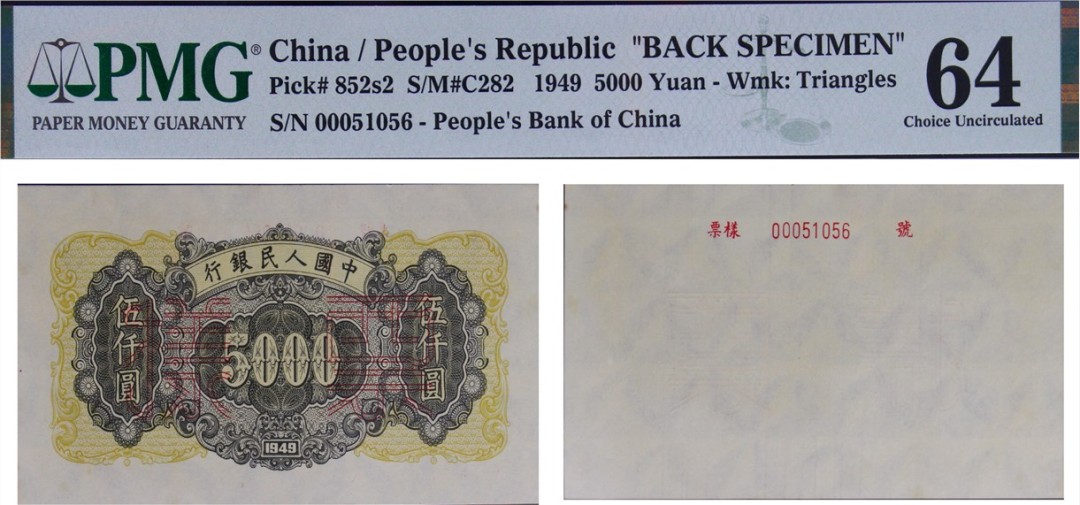 PMG® China / People's Republic "BACK SPECIMEN" 64
Pick# 852s2 S/M#C282 1949 5000 Yuan - Wmk: Triangles
PAPER MONEY GUARANTY S/N 00051056 - People's Bank of China Choice Uncirculated
行銀民人國中
伍仟圓
5000
伍仟圓
1949
票樣 00051056 號